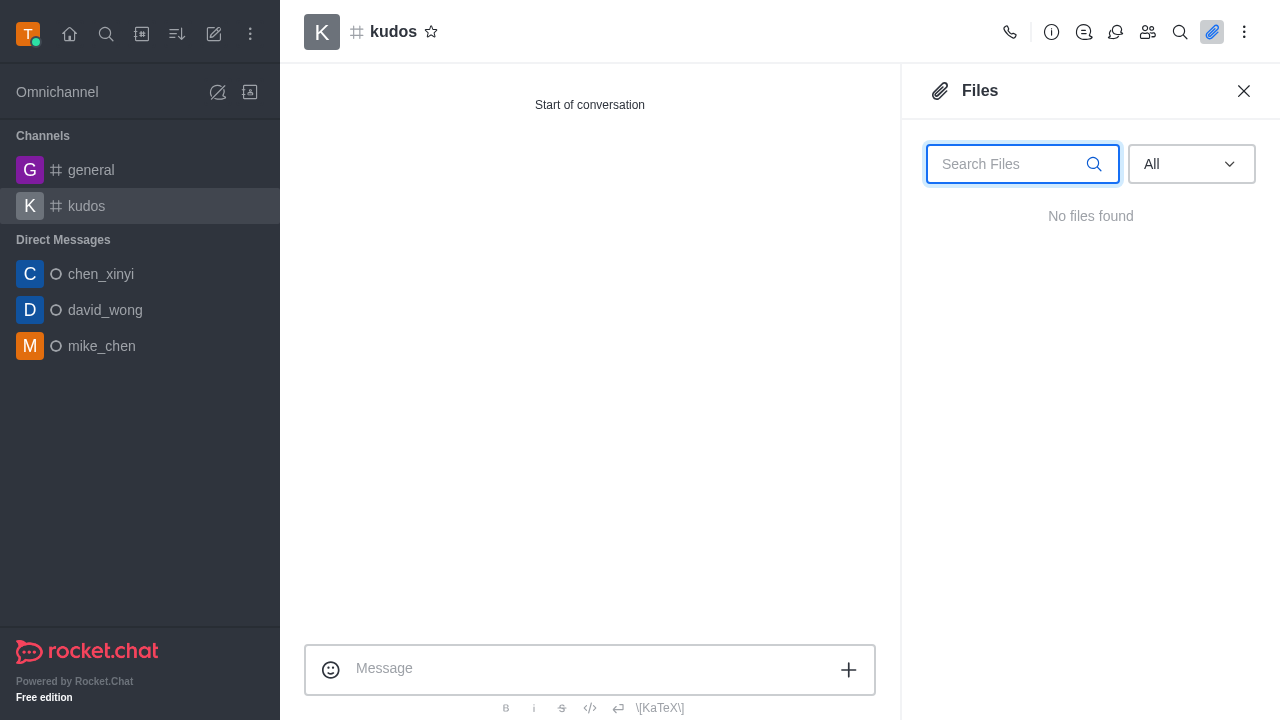 T
Omnichannel
Channels
G general
K kudos
Direct Messages
C chen_xinyi
D david_wong
M mike_chen
rocket.chat
Powered by Rocket.Chat
Free edition
K kudos
Start of conversation
Message
B i S \[KaTeX\]
Files
Search Files All
No files found